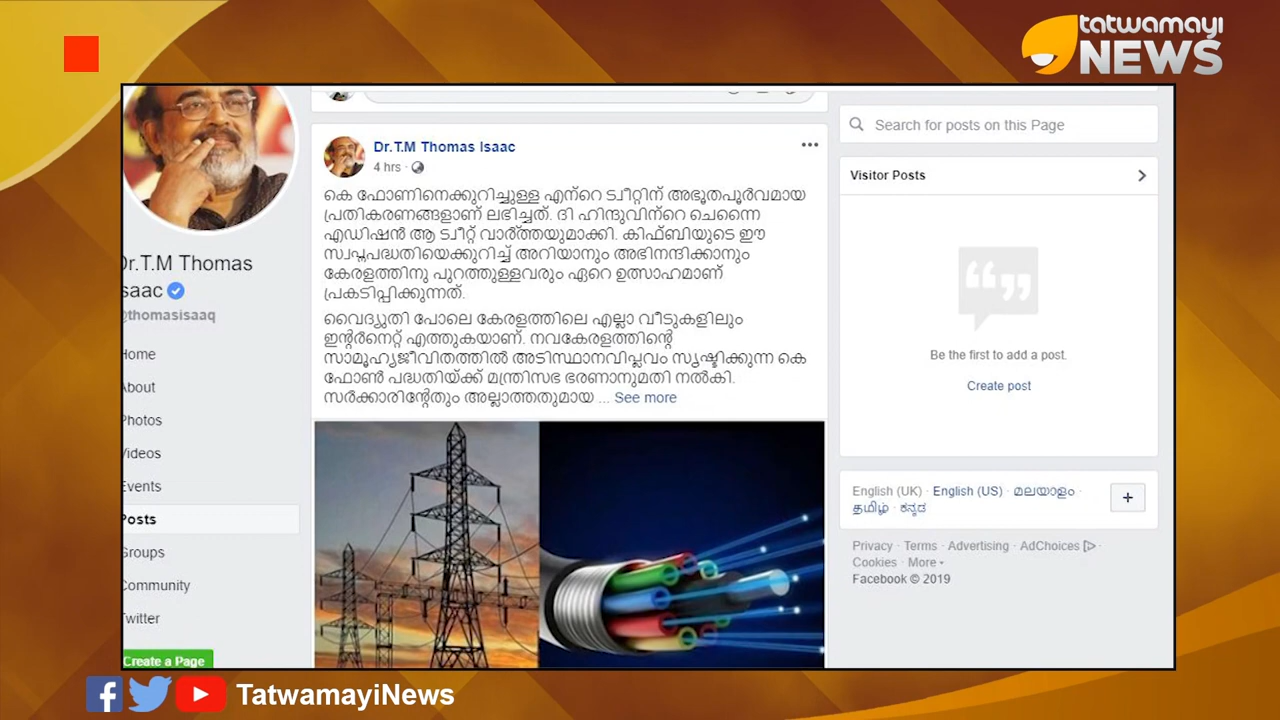 tatwamayi
NEWS
Dr.T.M Thomas Isaac
4 hrs ·
കെ ഫോണിനെക്കുറിച്ചുള്ള എന്റെ ട്വീറ്റിന് അഭൂതപൂർവമായ
പ്രതികരണങ്ങളാണ് ലഭിച്ചത്. ദി ഹിന്ദുവിന്റെ ചെന്നൈ
എഡിഷൻ ആ ട്വീറ്റ് വാർത്തയുമാക്കി. കിഫ്ബിയുടെ ഈ
സ്വപ്നപദ്ധതിയെക്കുറിച്ച് അറിയാനും അഭിനന്ദിക്കാനും
കേരളത്തിനു പുറത്തുള്ളവരും ഏറെ ഉത്സാഹമാണ്
പ്രകടിപ്പിക്കുന്നത്.
വൈദ്യുതി പോലെ കേരളത്തിലെ എല്ലാ വീടുകളിലും
ഇന്റർനെറ്റ് എത്തുകയാണ്. നവകേരളത്തിന്റെ
സാമൂഹ്യജീവിതത്തിൽ അടിസ്ഥാനവിപ്ലവം സൃഷ്ടിക്കുന്ന കെ
ഫോൺ പദ്ധതിയ്ക്ക് മന്ത്രിസഭ ഭരണാനുമതി നൽകി.
സർക്കാരിന്റേതും അല്ലാത്തതുമായ ... See more
Dr.T.M Thomas
Isaac
@thomasisaaq
Home
About
Photos
Videos
Events
Posts
Groups
Community
Twitter
Create a Page
Search for posts on this Page
Visitor Posts
Be the first to add a post.
Create post
English (UK) · English (US) · മലയാളം ·
தமிழ் · ಕನ್ನಡ
Privacy · Terms · Advertising · AdChoices ·
Cookies · More
Facebook © 2019
TatwamayiNews